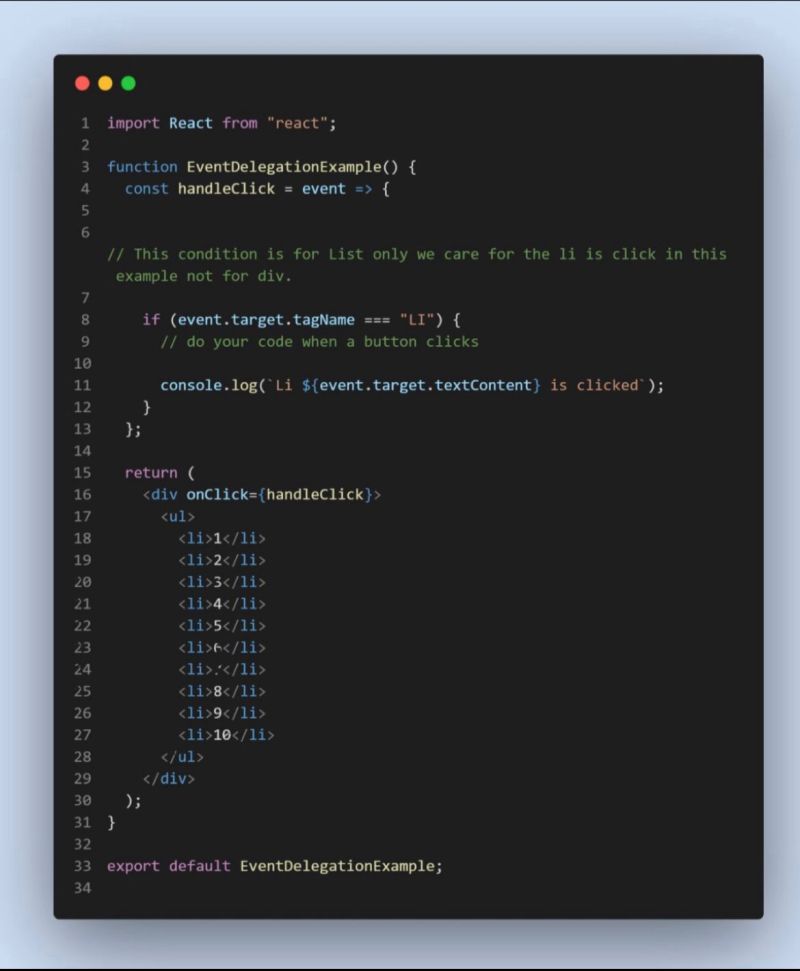 1 import React from "react";
2
3 function EventDelegationExample() {
4 const handleClick = event => {
5
6
// This condition is for List only we care for the li is click in this
example not for div.
7
8 if (event.target.tagName === "LI") {
9 // do your code when a button clicks
10
11 console.log(`Li ${event.target.textContent} is clicked`);
12 }
13 };
14
15 return (
16 <div onClick={handleClick}>
17 <ul>
18 <li>1</li>
19 <li>2</li>
20 <li>3</li>
21 <li>4</li>
22 <li>5</li>
23 <li>6</li>
24 <li></li>
25 <li>8</li>
26 <li>9</li>
27 <li>10</li>
28 </ul>
29 </div>
30 );
31 }
32
33 export default EventDelegationExample;
34